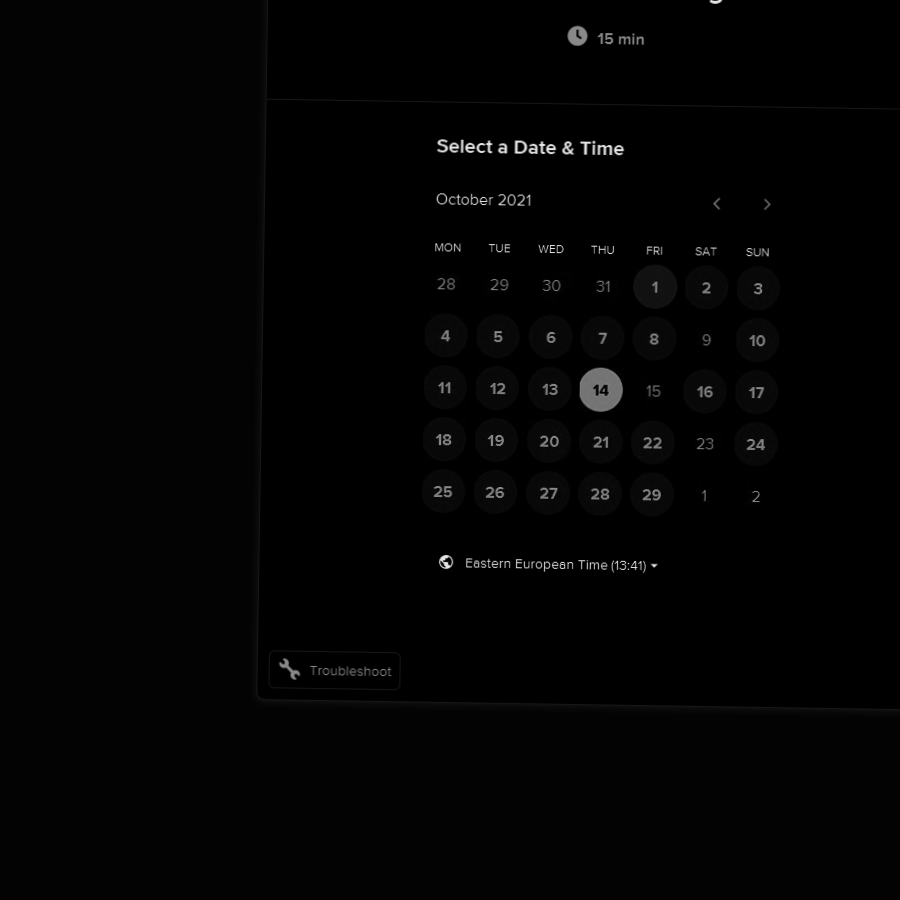 15 min
Select a Date & Time
October 2021
MON TUE WED THU FRI SAT SUN
28 29 30 31 1 2 3
4 5 6 7 8 9 10
11 12 13 14 15 16 17
18 19 20 21 22 23 24
25 26 27 28 29 1 2
Eastern European Time (13:41)
Troubleshoot